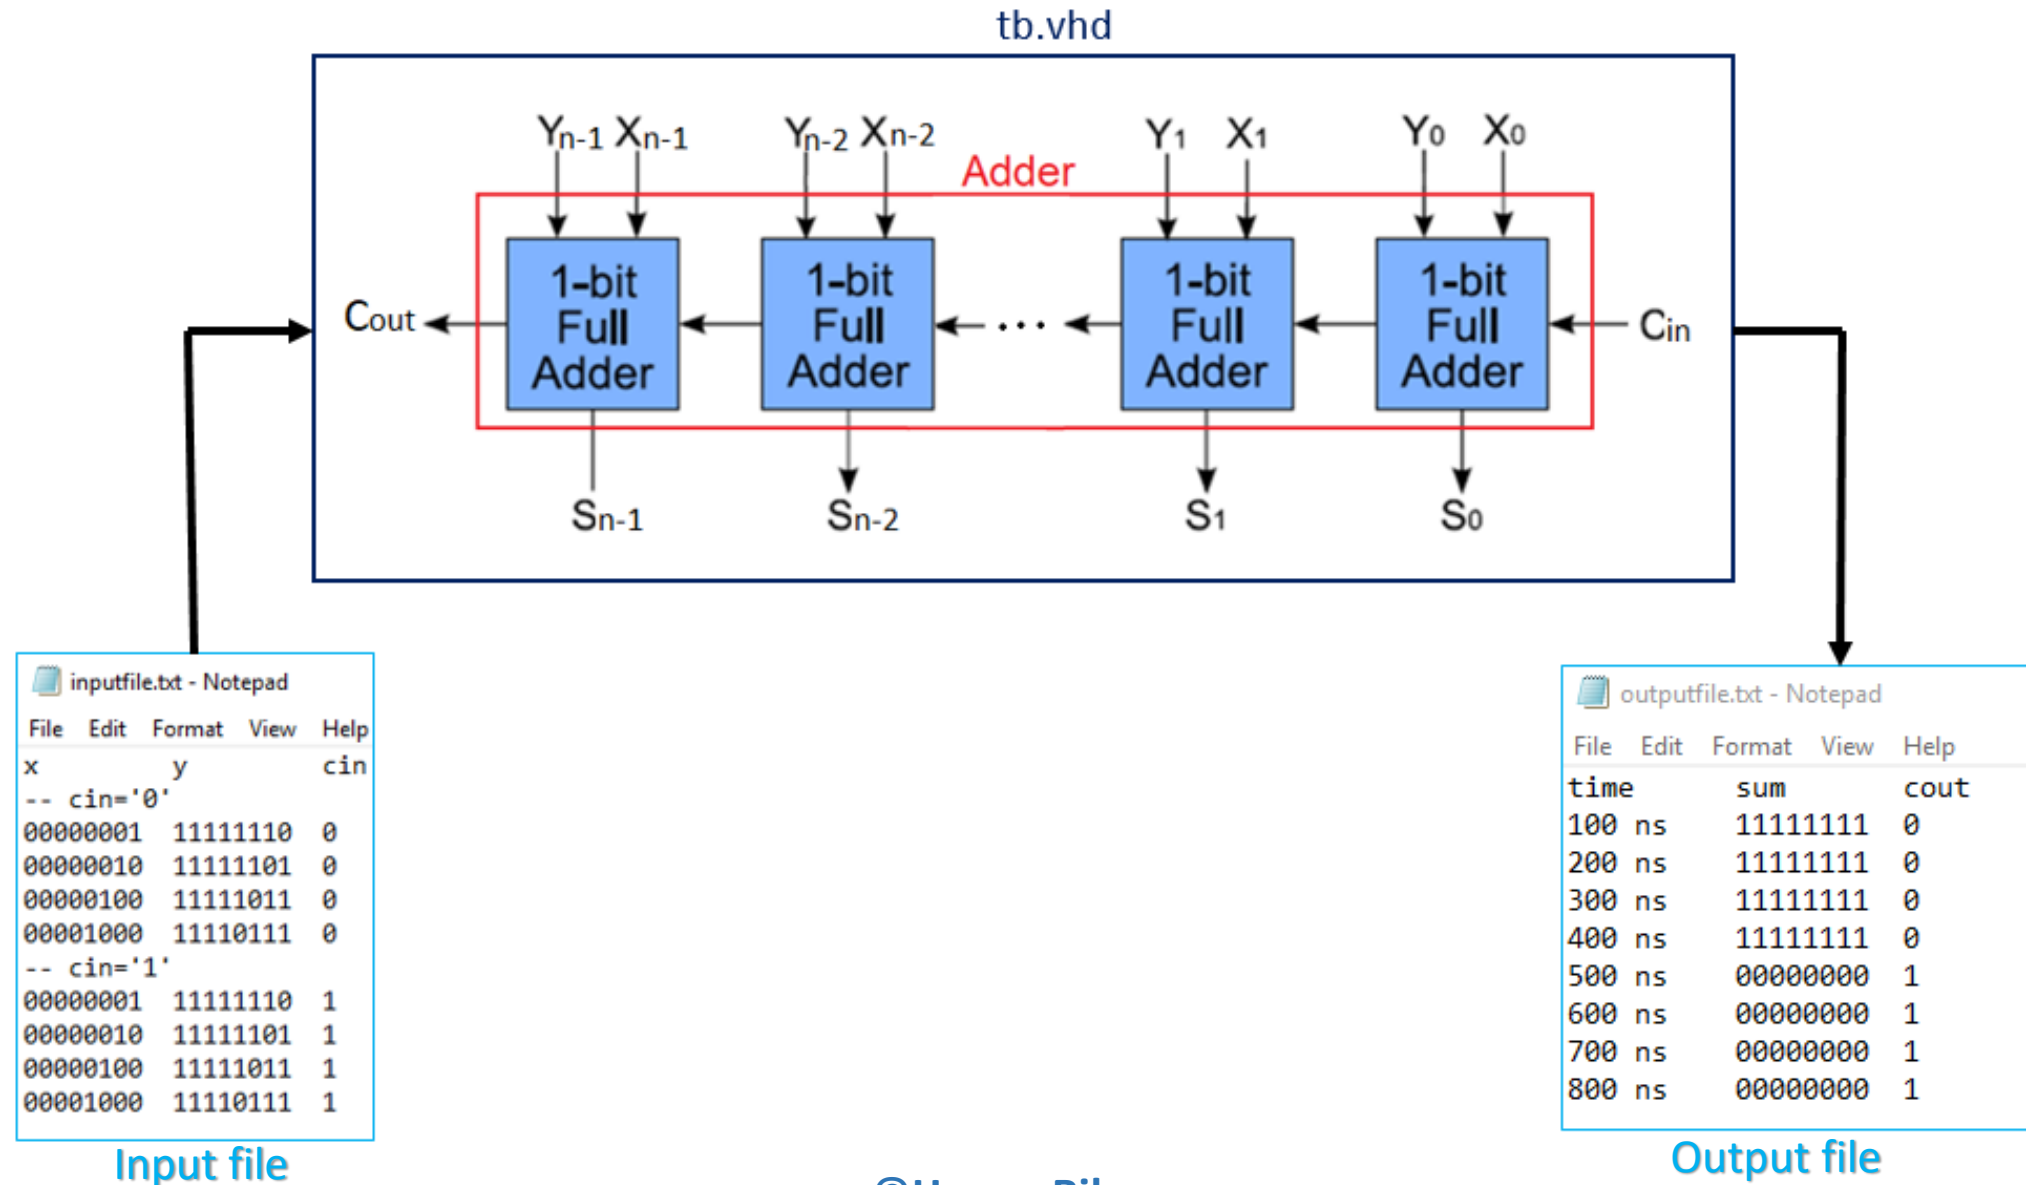 tb.vhd
Yn-1 Xn-1 Yn-2 Xn-2 Y1 X1 Y0 X0
Adder
1-bit Full Adder
1-bit Full Adder
1-bit Full Adder
1-bit Full Adder
Cout
...
Cin
Sn-1 Sn-2 S1 S0
inputfile.txt - Notepad
File Edit Format View Help
x y cin
-- cin='0'
00000001 11111110 0
00000010 11111101 0
00000100 11111011 0
00001000 11110111 0
-- cin='1'
00000001 11111110 1
00000010 11111101 1
00000100 11111011 1
00001000 11110111 1
Input file
outputfile.txt - Notepad
File Edit Format View Help
time sum cout
100 ns 11111111 0
200 ns 11111111 0
300 ns 11111111 0
400 ns 11111111 0
500 ns 00000000 1
600 ns 00000000 1
700 ns 00000000 1
800 ns 00000000 1
Output file